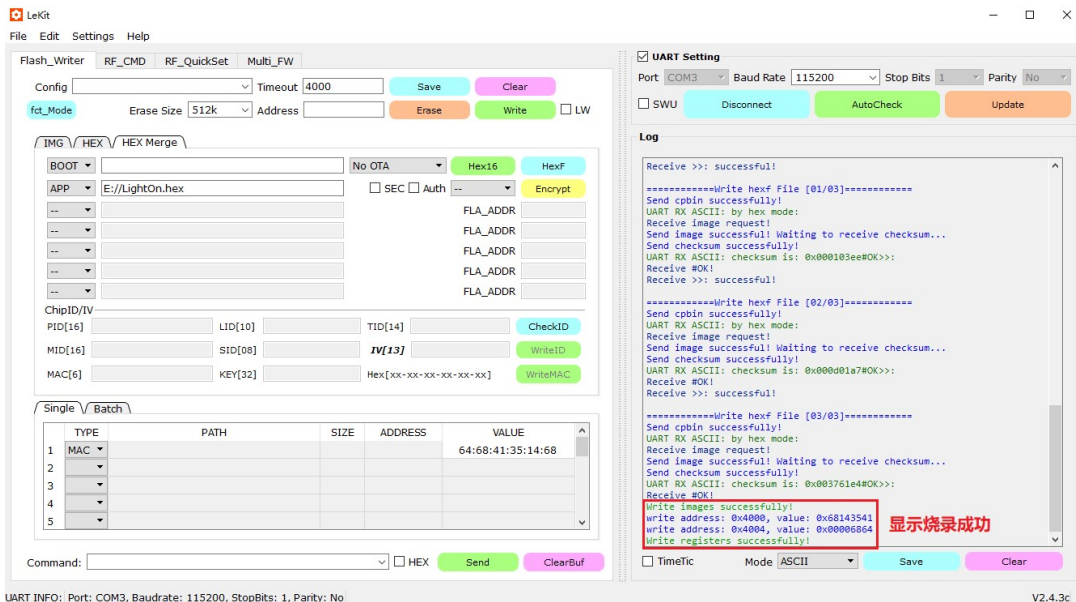 LeKit
File Edit Settings Help
Flash_Writer RF_CMD RF_QuickSet Multi_FW
Config Timeout 4000 Save Clear
fct_Mode Erase Size 512k Address Erase Write LW
IMG HEX HEX Merge
BOOT No OTA Hex16 HexF
APP E://LightOn.hex SEC Auth -- Encrypt
-- FLA_ADDR
-- FLA_ADDR
-- FLA_ADDR
-- FLA_ADDR
-- FLA_ADDR
ChipID/IV
PID[16] LID[10] TID[14] CheckID
MID[16] SID[08] IV[13] WriteID
MAC[6] KEY[32] Hex[xx-xx-xx-xx-xx-xx] WriteMAC
Single Batch
TYPE PATH SIZE ADDRESS VALUE
1 MAC 64:68:41:35:14:68
2
3
4
5
Command: HEX Send ClearBuf
UART Setting
Port COM3 Baud Rate 115200 Stop Bits 1 Parity No
SWU Disconnect AutoCheck Update
Log
Receive >>: successful!
============Write hexf File [01/03]============
Send cpbin successfully!
UART RX ASCII: by hex mode:
Receive image request!
Send image successful! Waiting to receive checksum...
Send checksum successfully!
UART RX ASCII: checksum is: 0x000103ee#OK>>:
Receive #OK!
Receive >>: successful!
============Write hexf File [02/03]============
Send cpbin successfully!
UART RX ASCII: by hex mode:
Receive image request!
Send image successful! Waiting to receive checksum...
Send checksum successfully!
UART RX ASCII: checksum is: 0x000d01a7#OK>>:
Receive #OK!
Receive >>: successful!
============Write hexf File [03/03]============
Send cpbin successfully!
UART RX ASCII: by hex mode:
Receive image request!
Send image successful! Waiting to receive checksum...
Send checksum successfully!
UART RX ASCII: checksum is: 0x003761e4#OK>>:
Receive #OK!
Write images successfully!
write address: 0x4000, value: 0x68143541
write address: 0x4004, value: 0x00006864
Write registers successfully!
显示烧录成功
TimeTic Mode ASCII Save Clear
UART INFO: Port: COM3, Baudrate: 115200, StopBits: 1, Parity: No
V2.4.3c